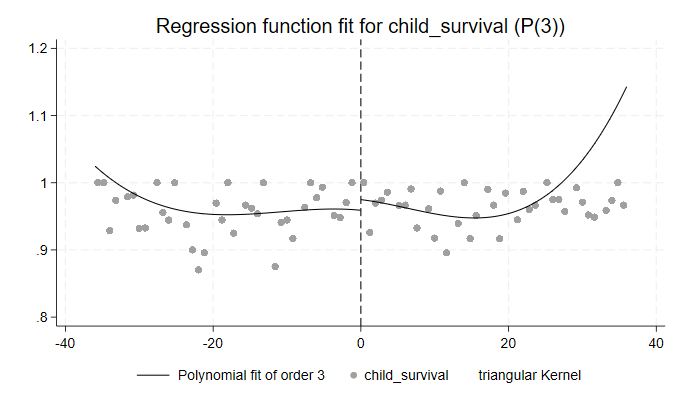 Regression function fit for child_survival (P(3))
1.2
1.1
1
.9
.8
-40 -20 0 20 40
Polynomial fit of order 3 child_survival triangular Kernel